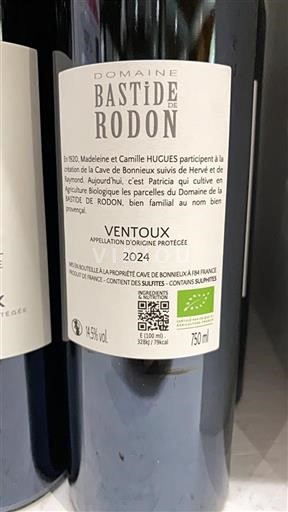 DOMAINE
BASTiDE
DE
RODON
En 1920, Madeleine et Camille HUGUES participent à la
création de la Cave de Bonnieux suivis de Hervé et de
Raymond. Aujourd'hui, c'est Patricia qui cultive en
Agriculture Biologique les parcelles du Domaine de la
BASTIDE DE RODON, bien familial au nom bien
provençal.
VENTOUX
APPELLATION D'ORIGINE PROTÉGÉE
2024
MIS EN BOUTEILLE À LA PROPRIÉTÉ CAVE DE BONNIEUX À F84 FRANCE
PRODUIT DE FRANCE - CONTIENT DES SULFITES - CONTAINS SULPHITES
INGREDIENTS
& NUTRITION
14,5% vol.
E (100 ml) :
328kJ / 79kcal
750 ml
X